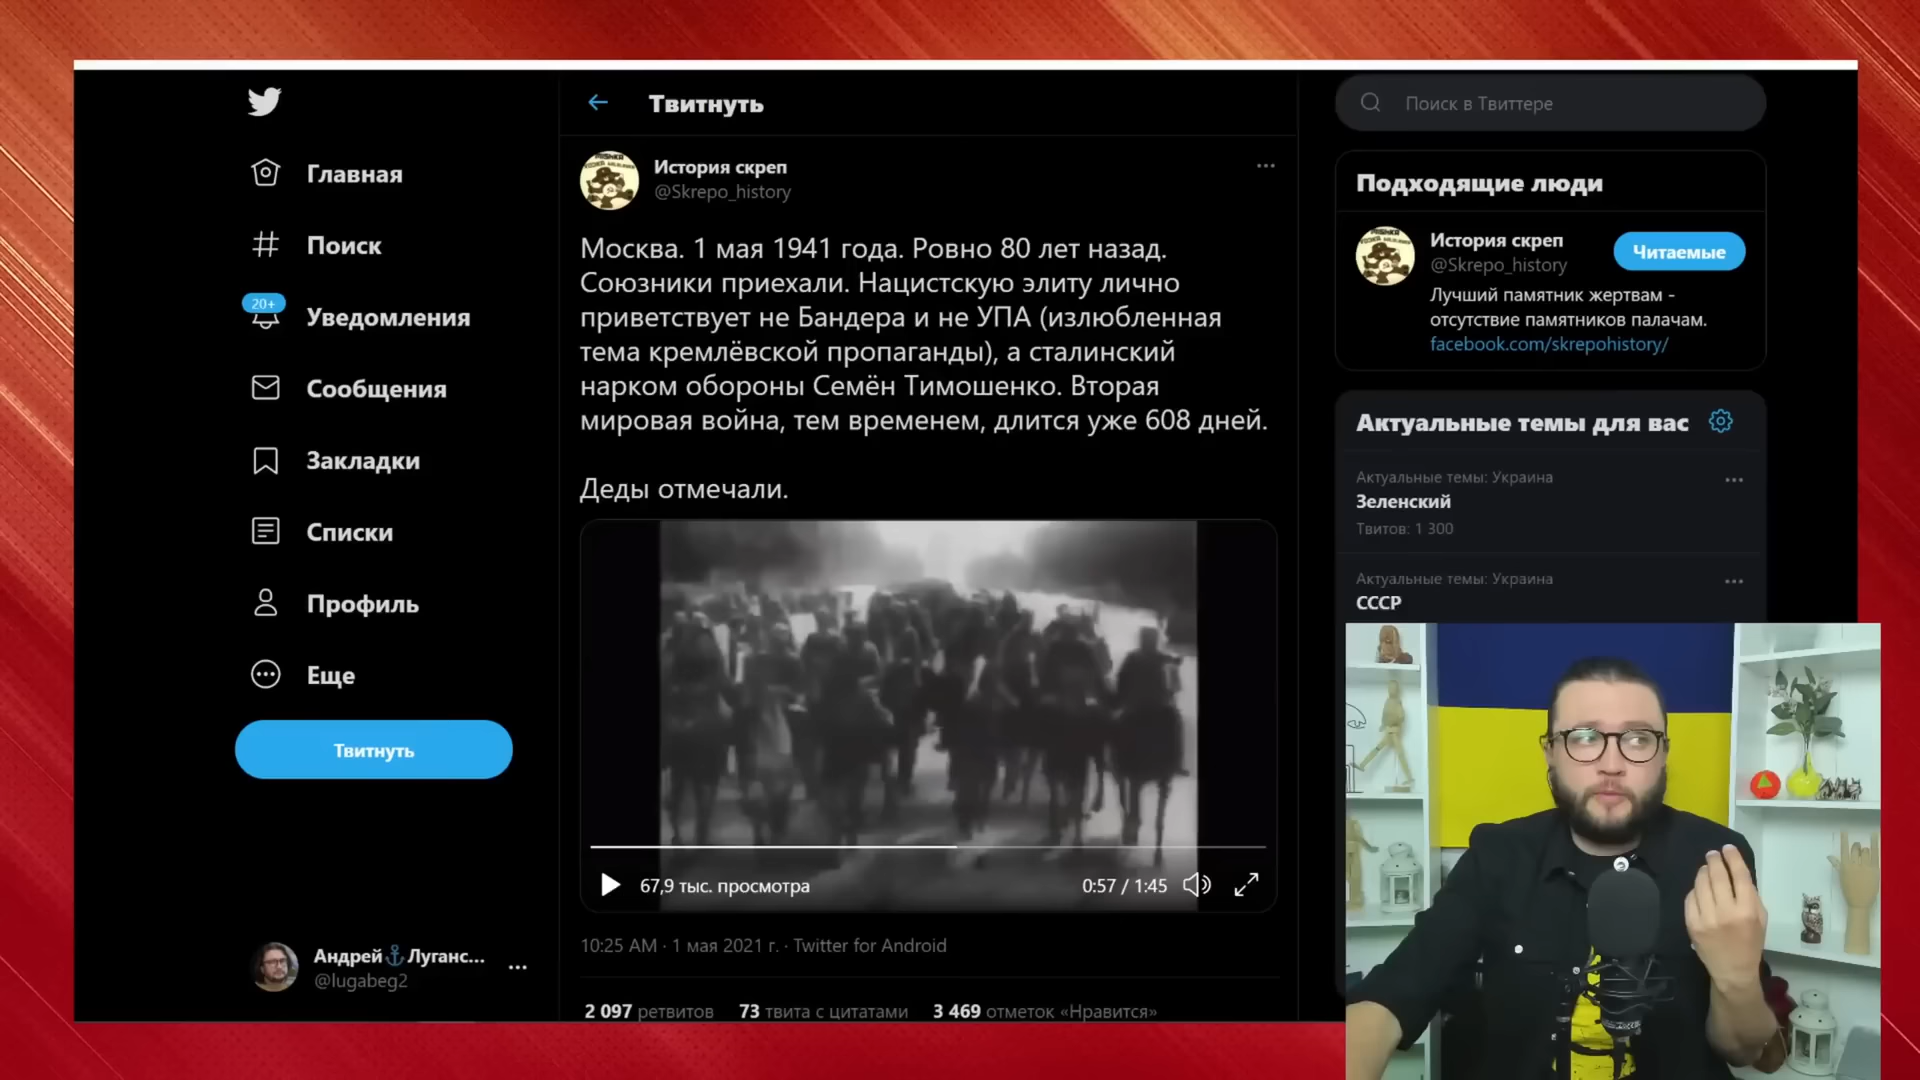 Твитнуть
Поиск в Твиттере
Главная
Поиск
20+
Уведомления
Сообщения
Закладки
Списки
Профиль
Еще
Твитнуть
Андрей⚓Луганс...
@lugabeg2
История скреп
@Skrepo_history
Москва. 1 мая 1941 года. Ровно 80 лет назад.
Союзники приехали. Нацистскую элиту лично
приветствует не Бандера и не УПА (излюбленная
тема кремлёвской пропаганды), а сталинский
нарком обороны Семён Тимошенко. Вторая
мировая война, тем временем, длится уже 608 дней.
Деды отмечали.
67,9 тыс. просмотра
0:57 / 1:45
10:25 AM · 1 мая 2021 г. · Twitter for Android
2 097 ретвитов 73 твита с цитатами 3 469 отметок «Нравится»
Подходящие люди
История скреп
@Skrepo_history
Читаемые
Лучший памятник жертвам -
отсутствие памятников палачам.
facebook.com/skrepohistory/
Актуальные темы для вас
Актуальные темы: Украина
Зеленский
Твитов: 1 300
Актуальные темы: Украина
СССР